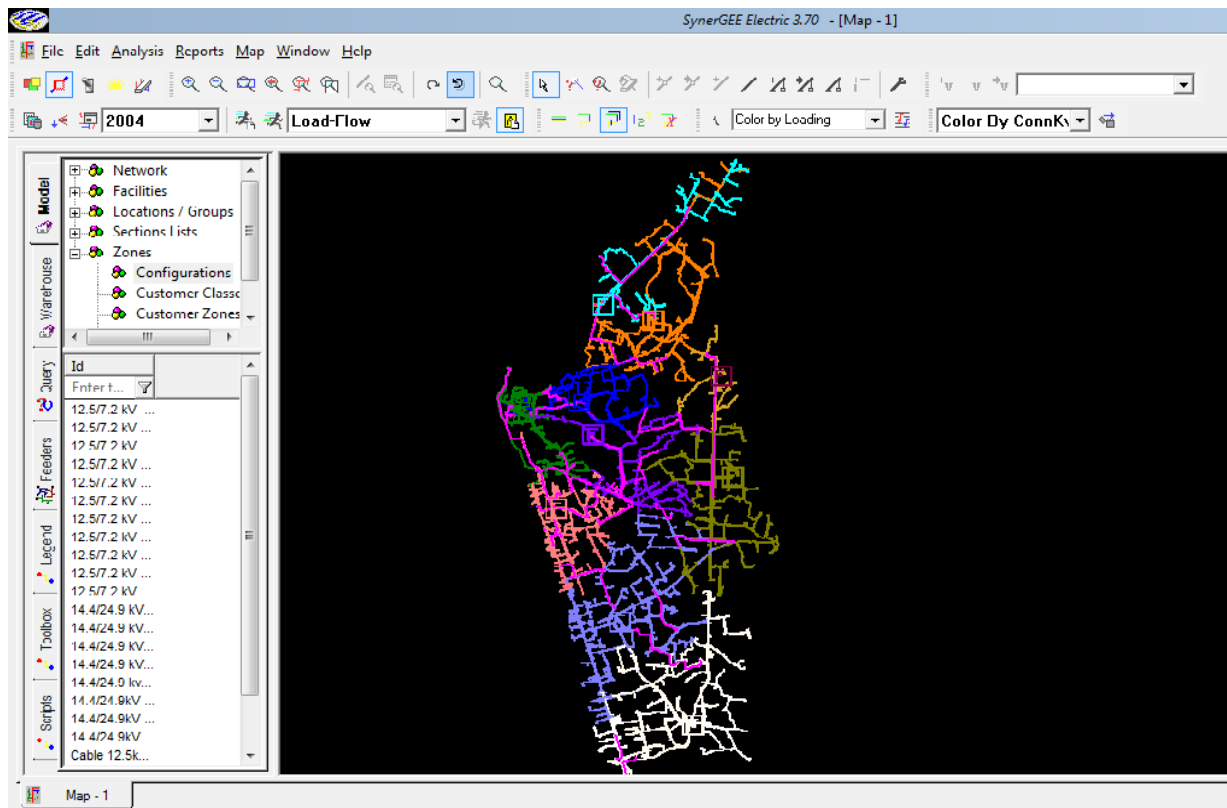 SynerGEE Electric 3.70 - [Map - 1]
File Edit Analysis Reports Map Window Help
2004 Load-Flow Color by Loading Color By ConnKv
Model
Warehouse
Query
Feeders
Legend
Toolbox
Scripts
Network
Facilities
Locations / Groups
Sections Lists
Zones
Configurations
Customer Classe
Customer Zones
Id
Enter t...
12.5/7.2 kV ...
12.5/7.2 kV ...
12.5/7.2 kV
12.5/7.2 kV ...
12.5/7.2 kV ...
12.5/7.2 kV ...
12.5/7.2 kV ...
12.5/7.2 kV ...
12.5/7.2 kV ...
12.5/7.2 kV ...
12.5/7.2 kV
14.4/24.9 kV...
14.4/24.9 kV...
14.4/24.9 kV...
14.4/24.9 kV...
14.4/24.9 kv...
14.4/24.9kV ...
14.4/24.9kV ...
14.4/24.9kV
Cable 12.5k...
Map - 1